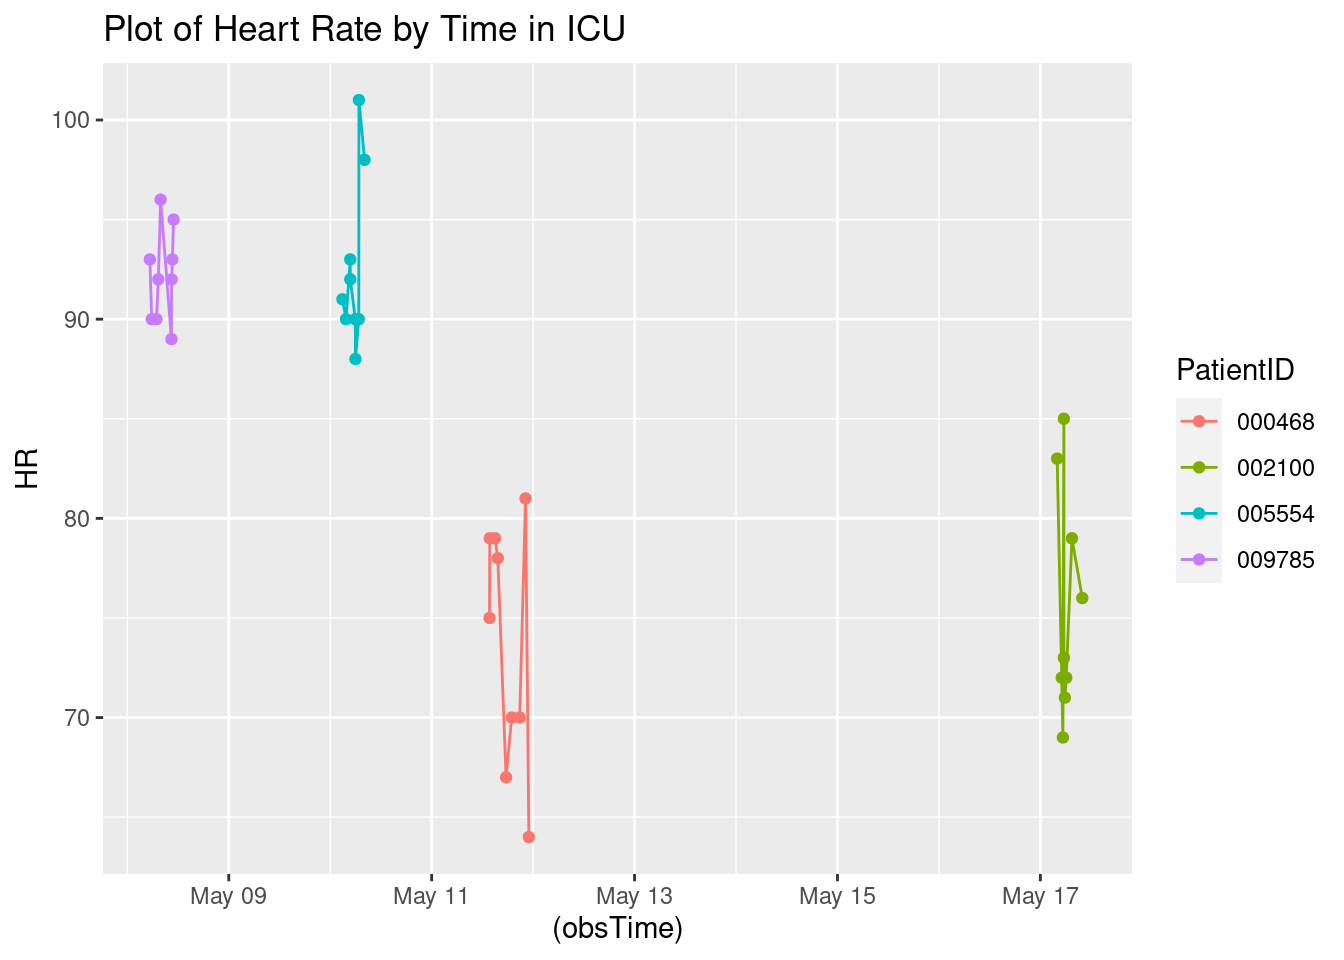 Plot of Heart Rate by Time in ICU
100
90
80
70
HR
May 09
May 11
May 13
May 15
May 17
(obsTime)
PatientID
000468
002100
005554
009785